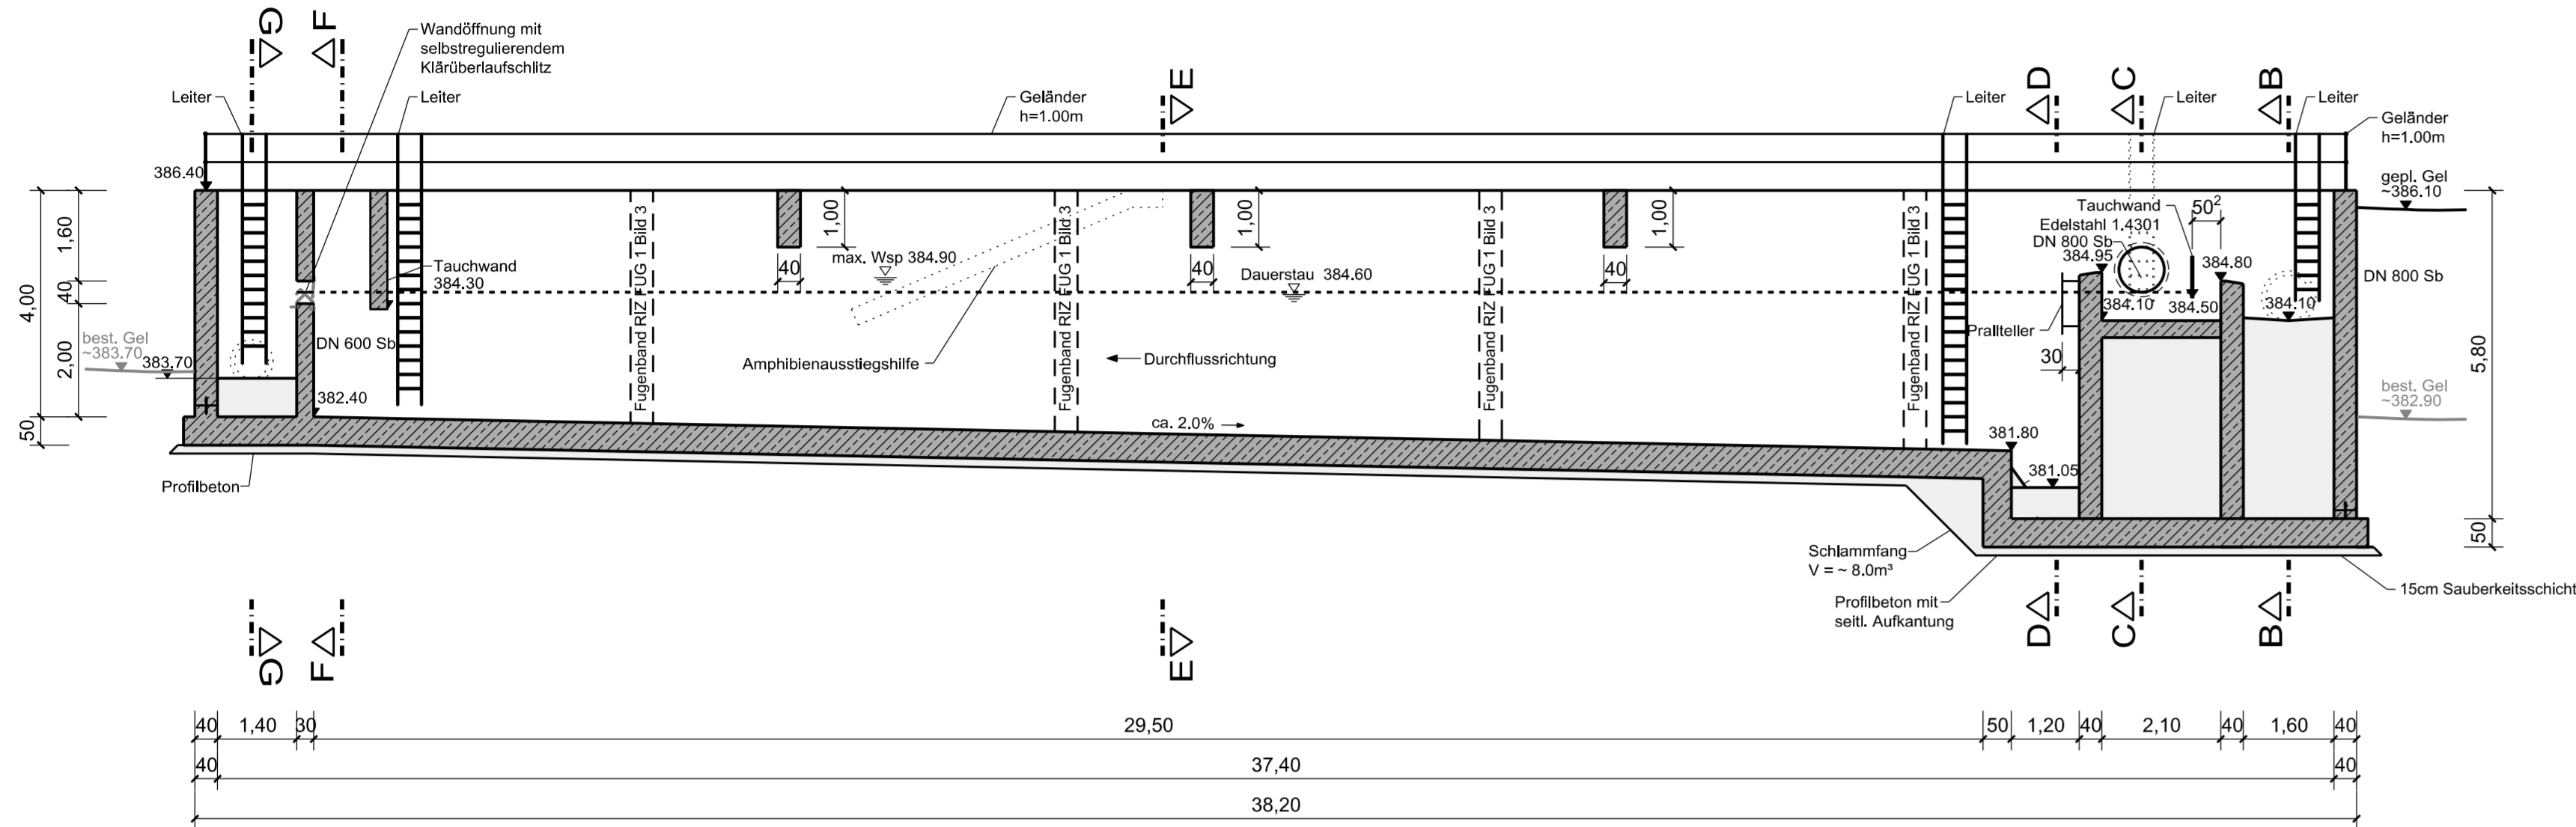 G
F
E
D
C
B
Wandöffnung mit
selbstregulierendem
Klärüberlaufschlitz
Leiter
Leiter
Geländer
h=1.00m
Leiter
Leiter
Leiter
Geländer
h=1.00m
386.40
gepl. Gel
~386.10
4,00
50
1,60
40
2,00
best. Gel
~383.70
383.70
DN 600 Sb
382.40
Tauchwand
384.30
Fugenband RIZ FUG 1 Bild 3
1,00
40
max. Wsp 384.90
Amphibienausstiegshilfe
Fugenband RIZ FUG 1 Bild 3
1,00
40
Dauerstau 384.60
Durchflussrichtung
ca. 2.0%
Fugenband RIZ FUG 1 Bild 3
1,00
40
Fugenband RIZ FUG 1 Bild 3
Tauchwand
Edelstahl 1.4301
DN 800 Sb
384.95
50²
384.80
384.10
384.50
384.10
DN 800 Sb
Prallteller
30
381.80
381.05
5,80
50
best. Gel
~382.90
Profilbeton
Schlammfang
V = ~ 8.0m³
Profilbeton mit
seitl. Aufkantung
15cm Sauberkeitsschicht
G
F
E
D
C
B
40 1,40 30 29,50 50 1,20 40 2,10 40 1,60 40
40 37,40 40
38,20